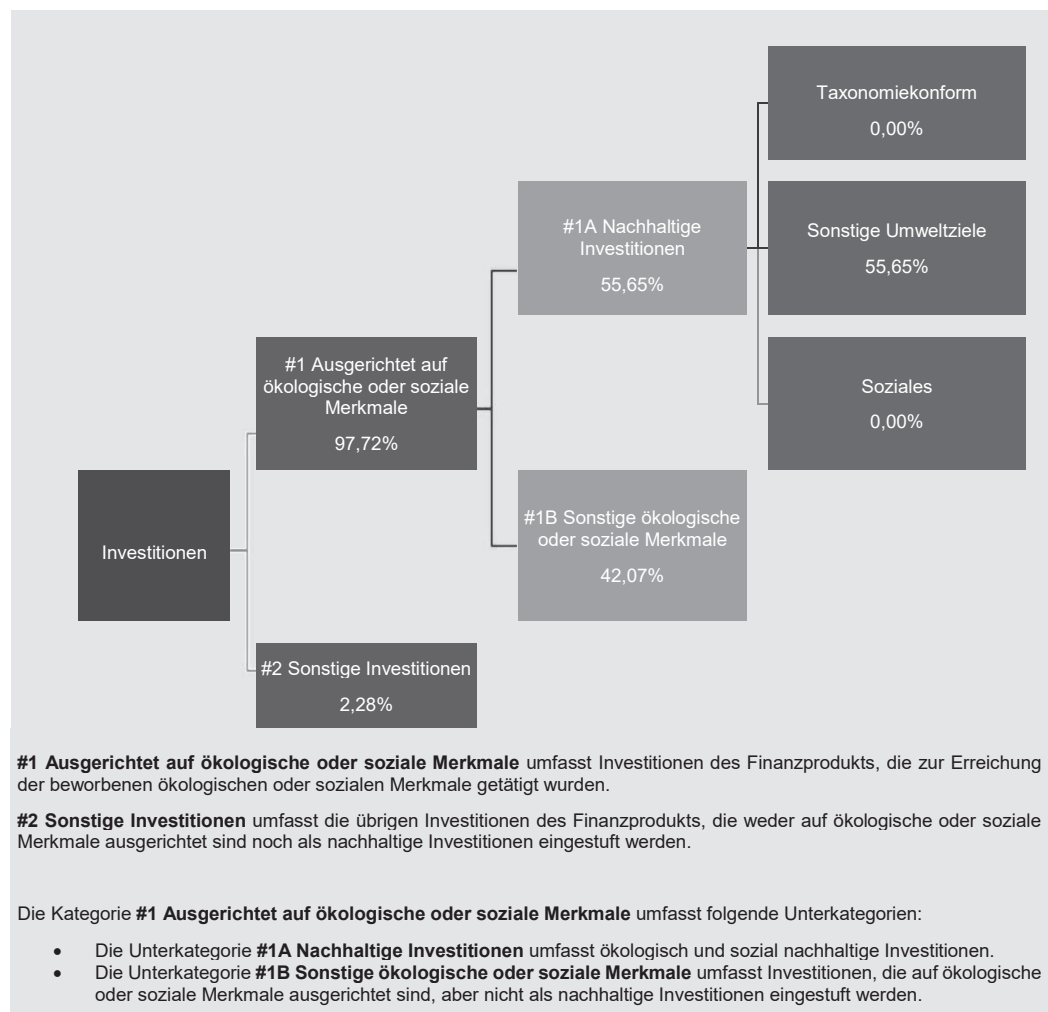 Taxonomiekonform
0,00%
#1A Nachhaltige
Investitionen
55,65%
Sonstige Umweltziele
55,65%
#1 Ausgerichtet auf
ökologische oder soziale
Merkmale
97,72%
Soziales
0,00%
Investitionen
#1B Sonstige ökologische
oder soziale Merkmale
42,07%
#2 Sonstige Investitionen
2,28%
#1 Ausgerichtet auf ökologische oder soziale Merkmale umfasst Investitionen des Finanzprodukts, die zur Erreichung
der beworbenen ökologischen oder sozialen Merkmale getätigt wurden.
#2 Sonstige Investitionen umfasst die übrigen Investitionen des Finanzprodukts, die weder auf ökologische oder soziale
Merkmale ausgerichtet sind noch als nachhaltige Investitionen eingestuft werden.
Die Kategorie #1 Ausgerichtet auf ökologische oder soziale Merkmale umfasst folgende Unterkategorien:
• Die Unterkategorie #1A Nachhaltige Investitionen umfasst ökologisch und sozial nachhaltige Investitionen.
• Die Unterkategorie #1B Sonstige ökologische oder soziale Merkmale umfasst Investitionen, die auf ökologische
oder soziale Merkmale ausgerichtet sind, aber nicht als nachhaltige Investitionen eingestuft werden.